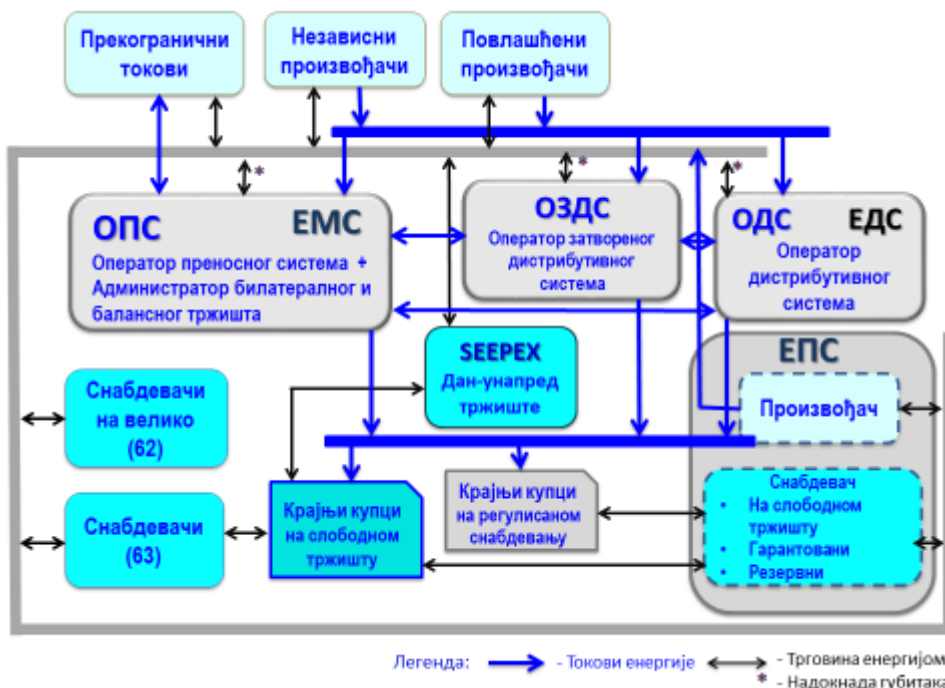 Прекогранични
токови
Независни
произвођачи
Повлашћени
произвођачи
*
*
*
ОПС ЕМС
Оператор преносног система +
Администратор билатералног и
балансног тржишта
ОЗДС
Оператор затвореног
дистрибутивног
система
ОДС ЕДС
Оператор
дистрибутивног
система
SEEPEX
Дан-унапред
тржиште
ЕПС
Произвођач
Снабдевачи
на велико
(62)
Снабдевачи
(63)
Крајњи купци
на слободном
тржишту
Крајњи купци
на регулисаном
снабдевању
Снабдевач
• На слободном
тржишту
• Гарантовани
• Резервни
Легенда: - Токови енергије - Трговина енергијом
* - Надокнада губитака